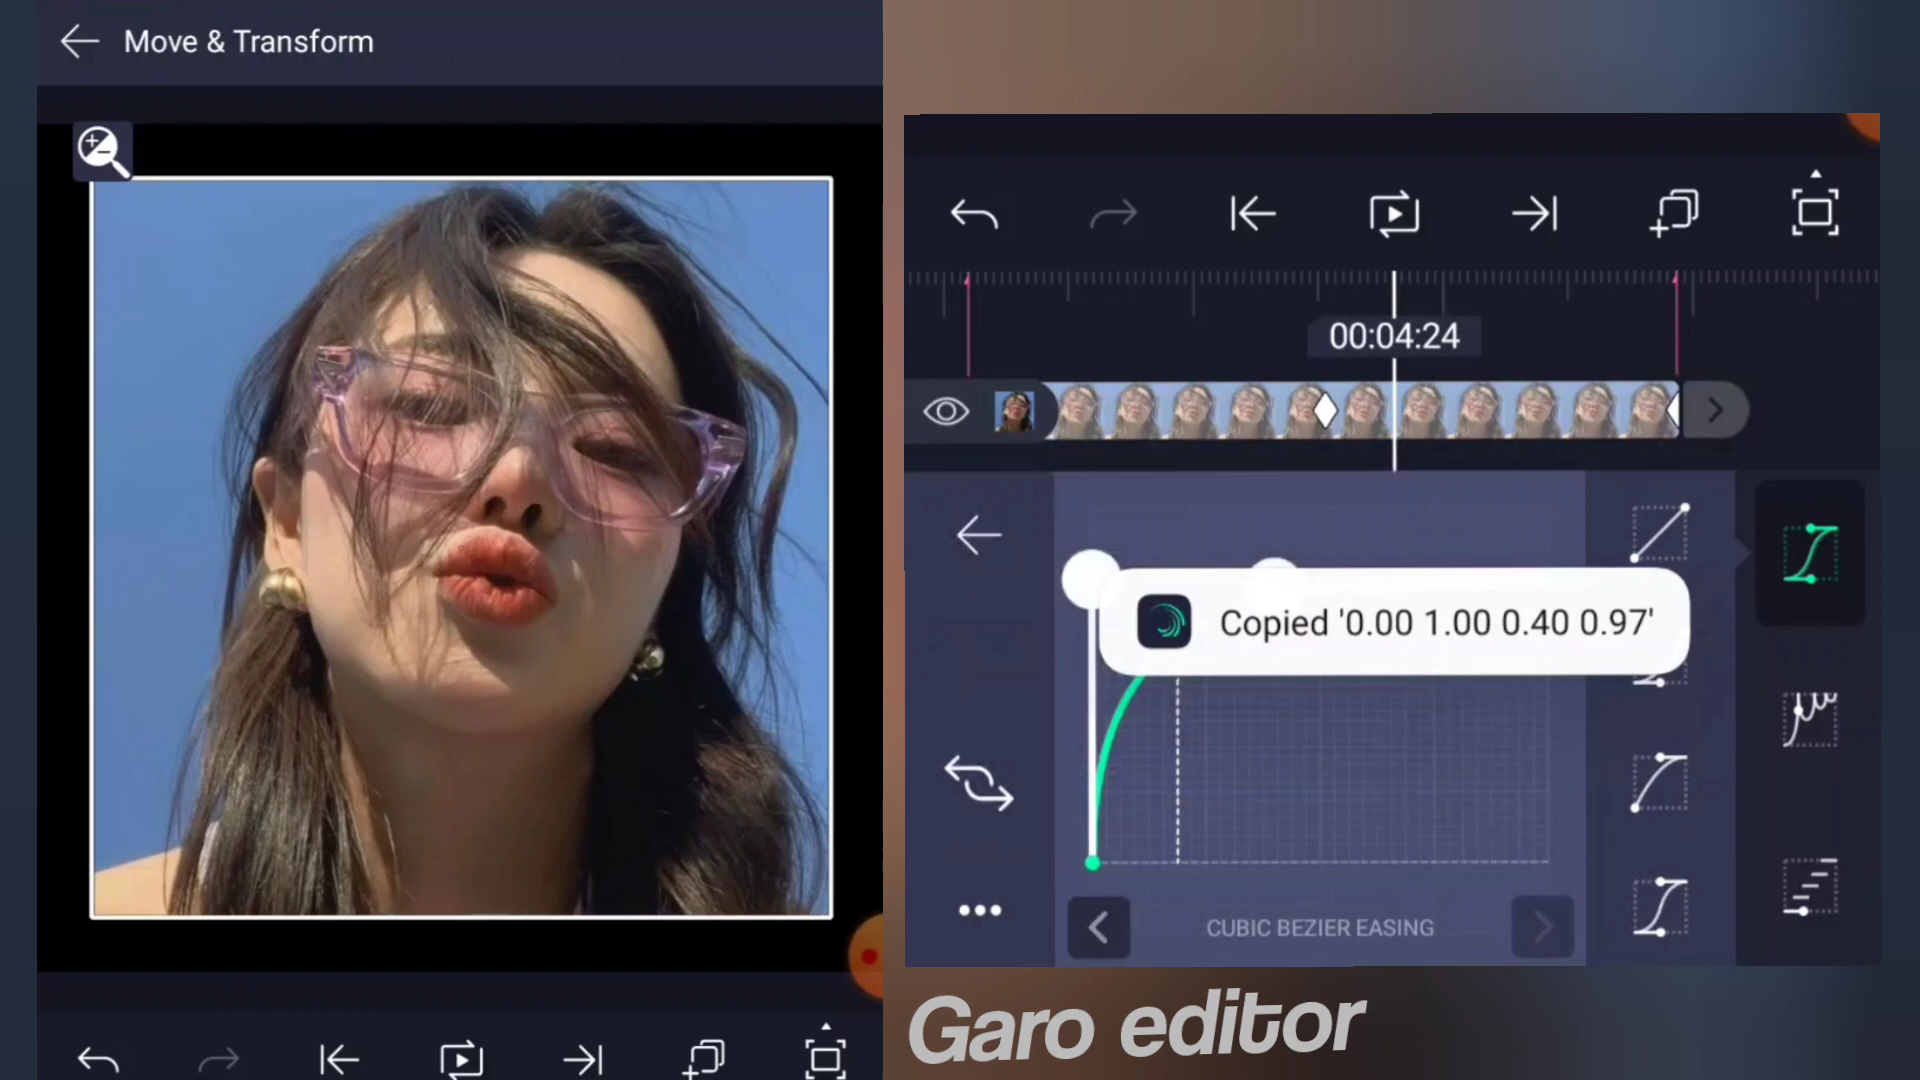 Move & Transform
00:04:24
Copied '0.00 1.00 0.40 0.97'
CUBIC BEZIER EASING
Garo editor